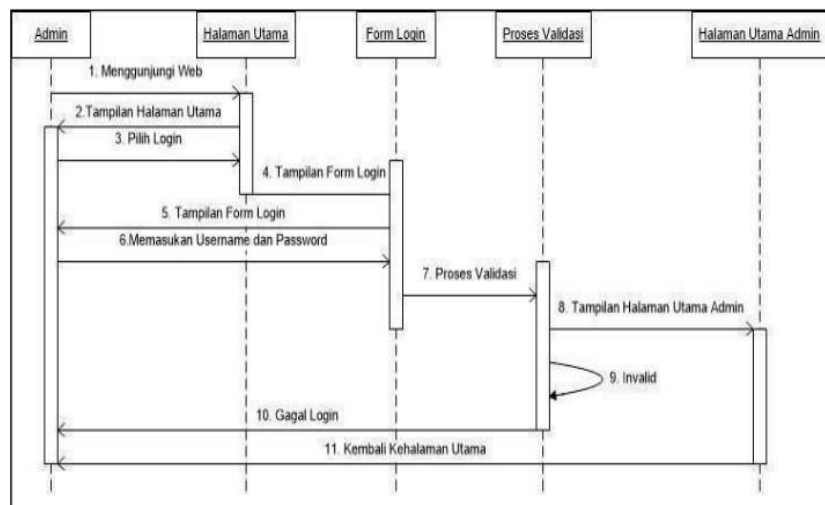 Admin
Halaman Utama
Form Login
Proses Validasi
Halaman Utama Admin
1. Menggunjungi Web
2.Tampilan Halaman Utama
3. Pilih Login
4. Tampilan Form Login
5. Tampilan Form Login
6.Memasukan Username dan Password
7. Proses Validasi
8. Tampilan Halaman Utama Admin
9. Invalid
10. Gagal Login
11. Kembali Kehalaman Utama